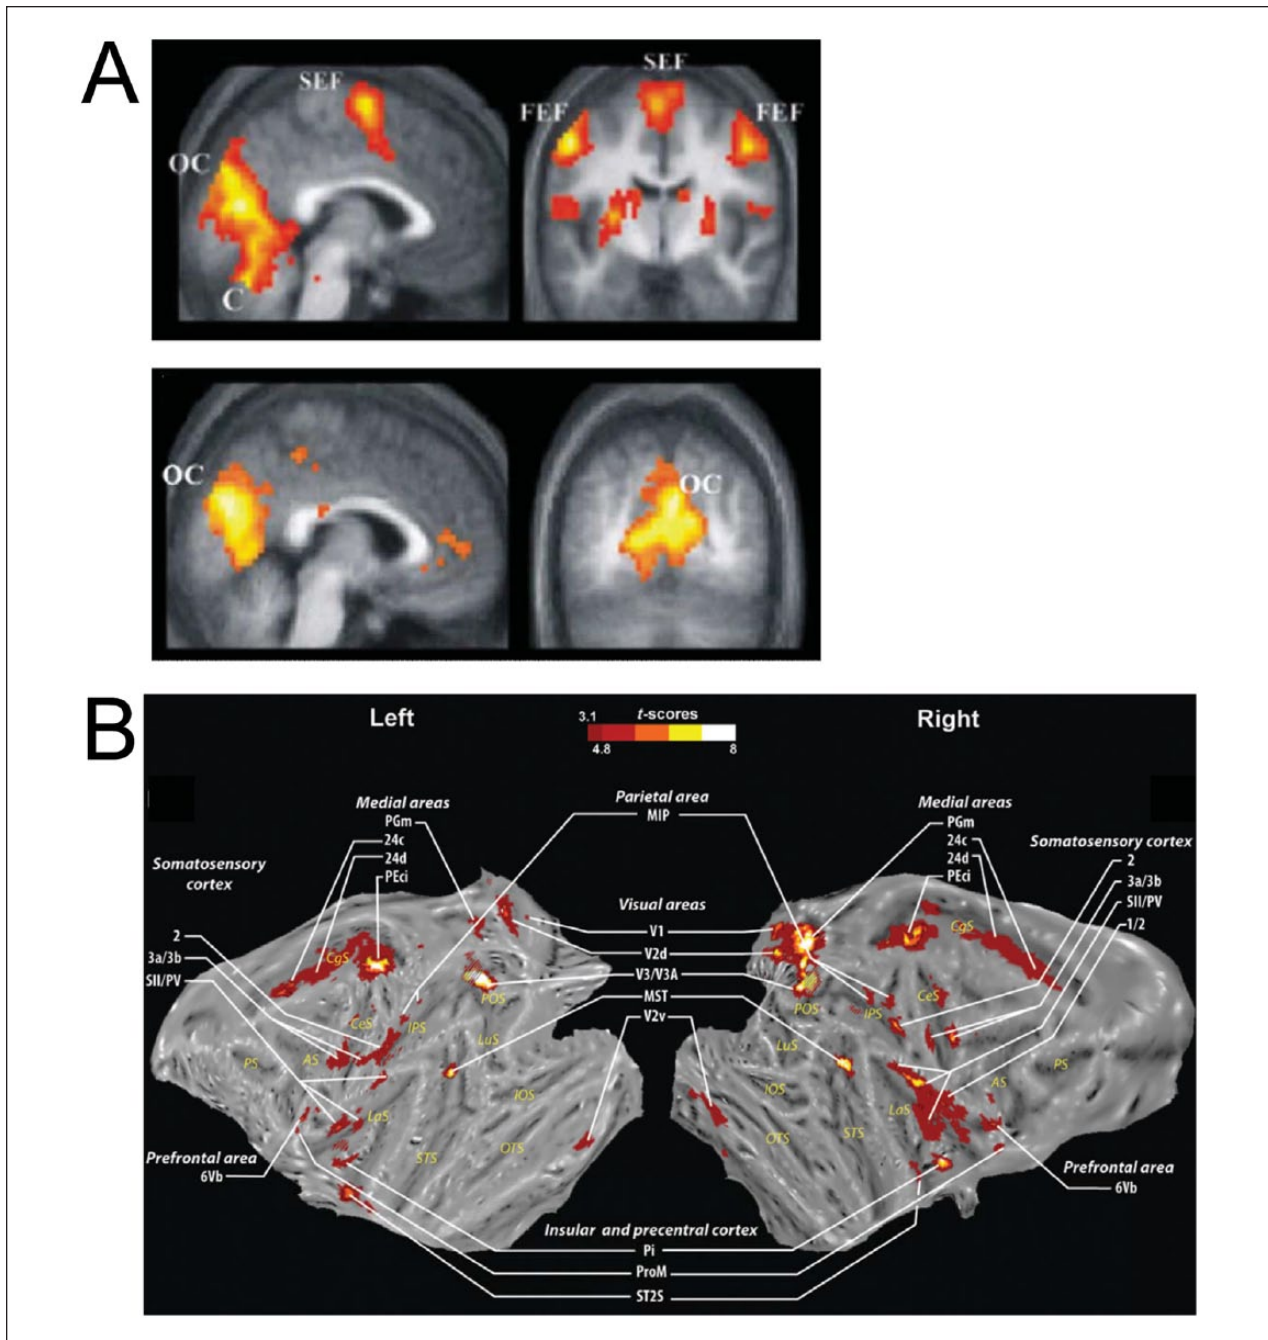 A
SEF
OC
C
SEF
FEF
FEF
OC
OC
B
Left
3.1
t-scores
4.8
8
Right
Medial areas
PGm
24c
24d
PEci
Somatosensory
cortex
2
3a/3b
SII/PV
Parietal area
MIP
Visual areas
V1
V2d
V3/V3A
MST
V2v
Medial areas
PGm
24c
24d
PEci
Somatosensory cortex
2
3a/3b
SII/PV
1/2
CgS
CeS
IPS
POS
LuS
PS
AS
IOS
LaS
STS
OTS
CgS
CeS
POS
IPS
LuS
AS
PS
IOS
LaS
OTS
STS
Prefrontal area
6Vb
Prefrontal area
6Vb
Insular and precentral cortex
Pi
ProM
ST2S